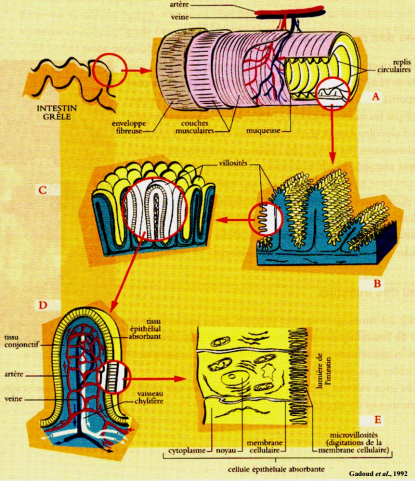 artère
veine
replis
circulaires
A
INTESTIN
GRÊLE
enveloppe
fibreuse
couches
musculaires
muqueuse
villosités
C
B
D
tissu
épithélial
absorbant
tissu
conjonctif
artère
veine
vaisseau
chylifère
lumière de
l'intestin
E
cytoplasme
noyau
membrane
cellulaire
microvillosités
(digitations de la
membrane cellulaire)
cellule épithéliale absorbante
Gadoud et al., 1992